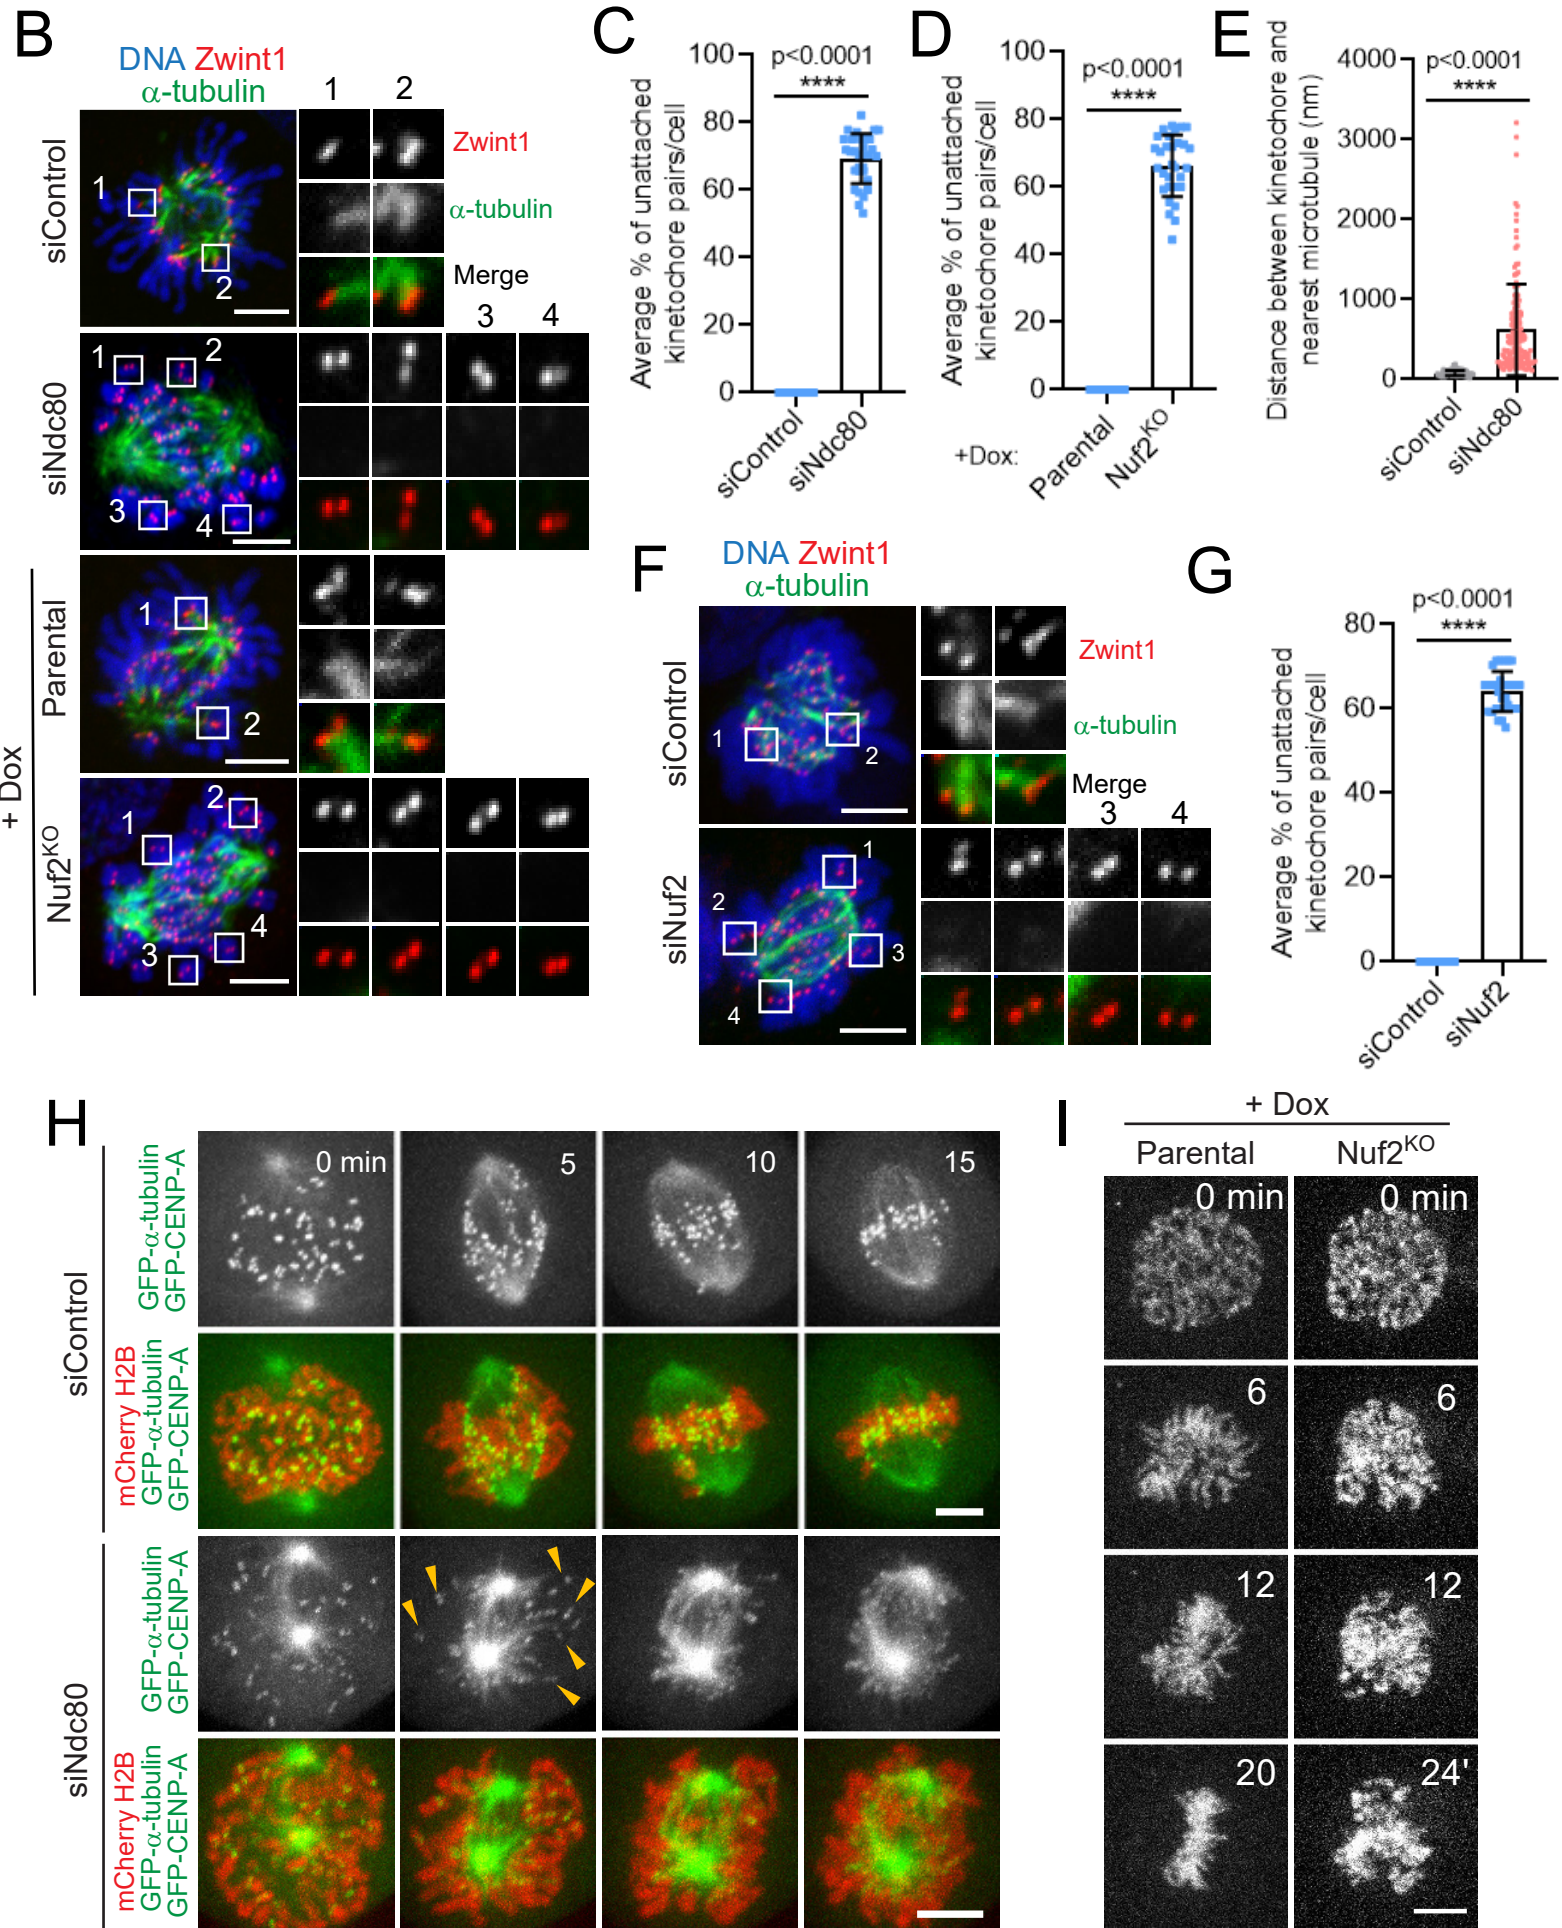 B
DNA Zwint1
α-tubulin
1
2
siControl
1
2
Zwint1
α-tubulin
Merge
3
4
siNdc80
1
2
3
4
+ Dox
Parental
1
2
Nuf2KO
1
2
3
4
C
Average % of unattached
kinetochore pairs/cell
100
80
60
40
20
0
p<0.0001
****
siControl
siNdc80
D
Average % of unattached
kinetochore pairs/cell
100
80
60
40
20
0
p<0.0001
****
+Dox:
Parental
Nuf2KO
E
Distance between kinetochore and
nearest microtubule (nm)
4000
3000
2000
1000
0
p<0.0001
****
siControl
siNdc80
F
DNA Zwint1
α-tubulin
siControl
1
2
Zwint1
α-tubulin
Merge
3
4
siNuf2
1
2
3
4
G
Average % of unattached
kinetochore pairs/cell
80
60
40
20
0
p<0.0001
****
siControl
siNuf2
H
siControl
GFP-α-tubulin
GFP-CENP-A
0 min
5
10
15
mCherry H2B
GFP-α-tubulin
GFP-CENP-A
siNdc80
GFP-α-tubulin
GFP-CENP-A
mCherry H2B
GFP-α-tubulin
GFP-CENP-A
I
+ Dox
Parental
Nuf2KO
0 min
0 min
6
6
12
12
20
24'